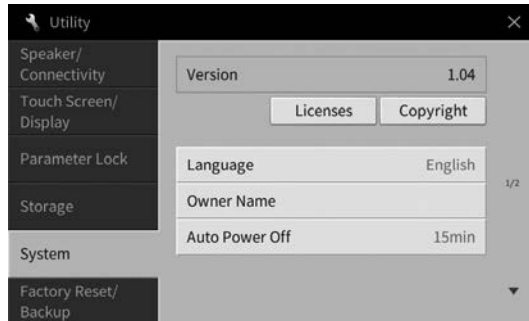 Utility
Speaker/
Connectivity
Touch Screen/
Display
Parameter Lock
Storage
System
Factory Reset/
Backup
Version 1.04
Licenses Copyright
Language English
Owner Name
Auto Power Off 15min
1/2